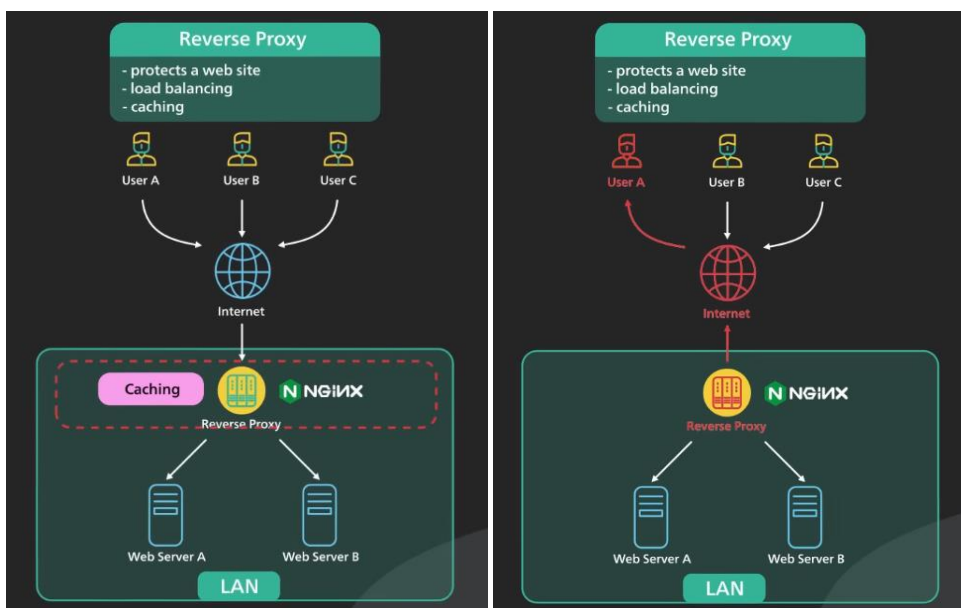 Reverse Proxy
- protects a web site
- load balancing
- caching
User A
User B
User C
Internet
Caching
NGINX
Reverse Proxy
Web Server A
Web Server B
LAN
Reverse Proxy
- protects a web site
- load balancing
- caching
User A
User B
User C
Internet
NGINX
Reverse Proxy
Web Server A
Web Server B
LAN